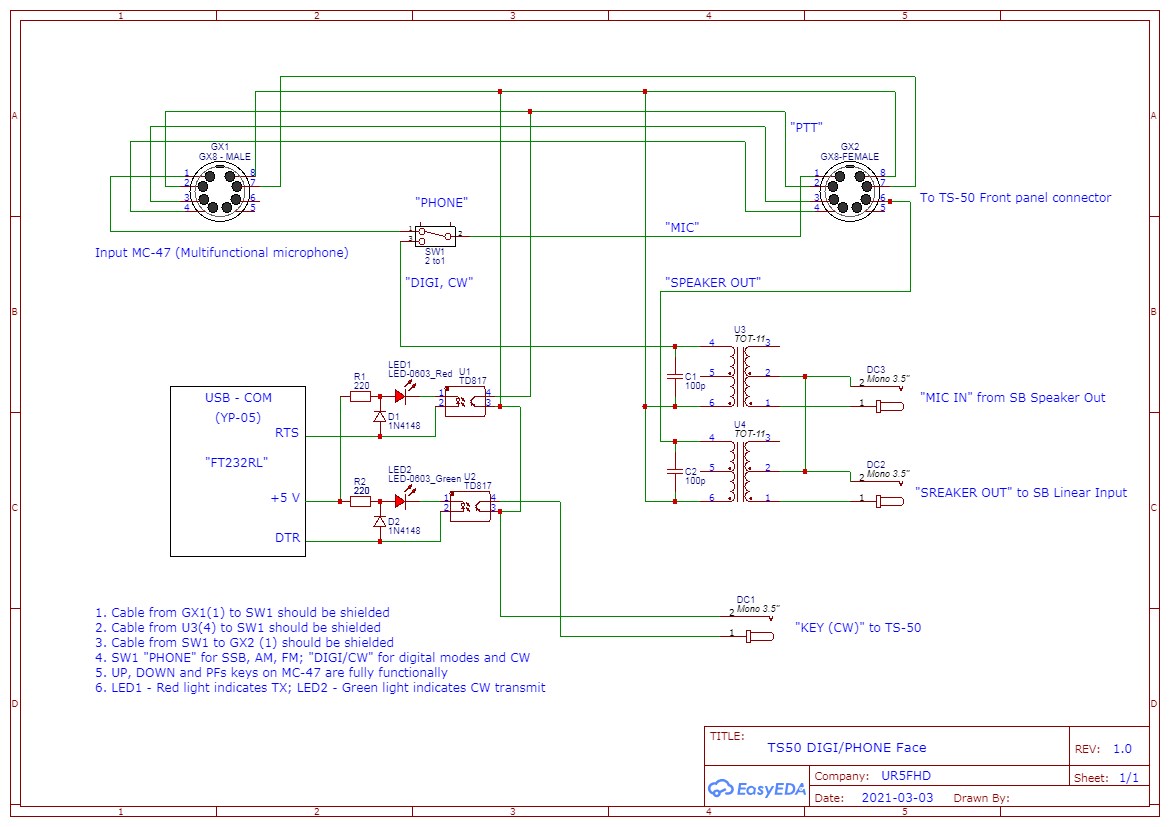 1 2 3 4 5
A A
B B
C C
D D
"PTT"
GX1
GX8 - MALE
1 8
2 7
3 6
4 5
GX2
GX8-FEMALE
1 8
2 7
3 6
4 5
To TS-50 Front panel connector
"PHONE"
1
3
2
SW1
2 to1
"MIC"
Input MC-47 (Multifunctional microphone)
"DIGI, CW"
"SPEAKER OUT"
U3
TOT-11
4 3
5 2
6 1
C1
100p
DC3
Mono 3.5"
2
1
"MIC IN" from SB Speaker Out
LED1
LED-0603_Red
U1
TD817
1 4
2 3
R1
220
D1
1N4148
USB - COM
(YP-05)
RTS
"FT232RL"
+5 V
DTR
U4
TOT-11
4 3
5 2
6 1
C2
100p
DC2
Mono 3.5"
2
1
"SREAKER OUT" to SB Linear Input
LED2
LED-0603_Green
U2
TD817
1 4
2 3
R2
220
D2
1N4148
DC1
Mono 3.5"
2
1
"KEY (CW)" to TS-50
1. Cable from GX1(1) to SW1 should be shielded
2. Cable from U3(4) to SW1 should be shielded
3. Cable from SW1 to GX2 (1) should be shielded
4. SW1 "PHONE" for SSB, AM, FM; "DIGI/CW" for digital modes and CW
5. UP, DOWN and PFs keys on MC-47 are fully functionally
6. LED1 - Red light indicates TX; LED2 - Green light indicates CW transmit
TITLE:
TS50 DIGI/PHONE Face
REV: 1.0
EasyEDA
Company: UR5FHD
Sheet: 1/1
Date: 2021-03-03 Drawn By:
1 2 3 4 5